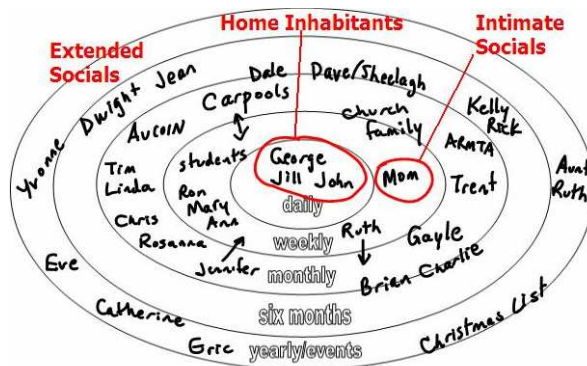 Home Inhabitants
Extended
Socials
Intimate
Socials
Dale
Dave/Sheelagh
Dwight
Jean
Carpools
Church
Family
Kelly
Rick
Yvonne
Aucoin
ARMTA
Aunt
Ruth
students
George
Jill John
Mom
Trent
Tim
Linda
Ron
Mary
Ann
daily
Chris
Rosanna
Ruth
Gayle
weekly
Jennifer
monthly
Brian Charlie
Eve
Catherine
six months
Christmas List
Eric
yearly/events